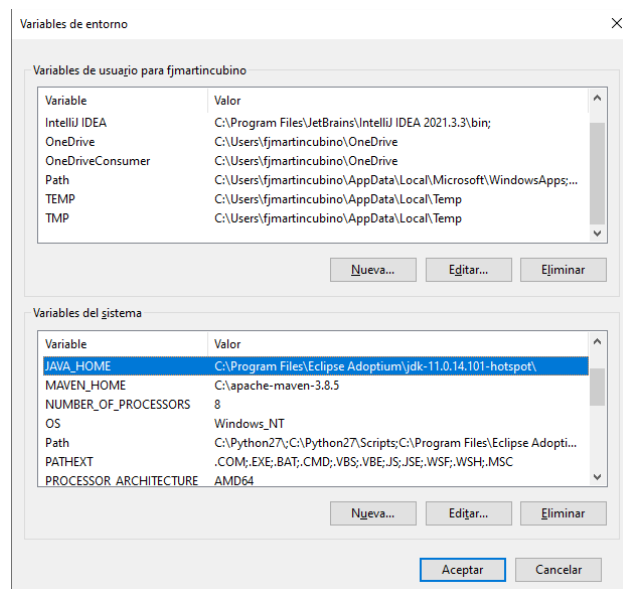 Variables de entorno
Variables de usuario para fjmartincubino
Variable Valor
IntelliJ IDEA C:\Program Files\JetBrains\IntelliJ IDEA 2021.3.3\bin;
OneDrive C:\Users\fjmartincubino\OneDrive
OneDriveConsumer C:\Users\fjmartincubino\OneDrive
Path C:\Users\fjmartincubino\AppData\Local\Microsoft\WindowsApps;...
TEMP C:\Users\fjmartincubino\AppData\Local\Temp
TMP C:\Users\fjmartincubino\AppData\Local\Temp
Nueva... Editar... Eliminar
Variables del sistema
Variable Valor
JAVA_HOME C:\Program Files\Eclipse Adoptium\jdk-11.0.14.101-hotspot\
MAVEN_HOME C:\apache-maven-3.8.5
NUMBER_OF_PROCESSORS 8
OS Windows_NT
Path C:\Python27\;C:\Python27\Scripts;C:\Program Files\Eclipse Adopti...
PATHEXT .COM;.EXE;.BAT;.CMD;.VBS;.VBE;.JS;.JSE;.WSF;.WSH;.MSC
PROCESSOR_ARCHITECTURE AMD64
Nueva... Editar... Eliminar
Aceptar Cancelar